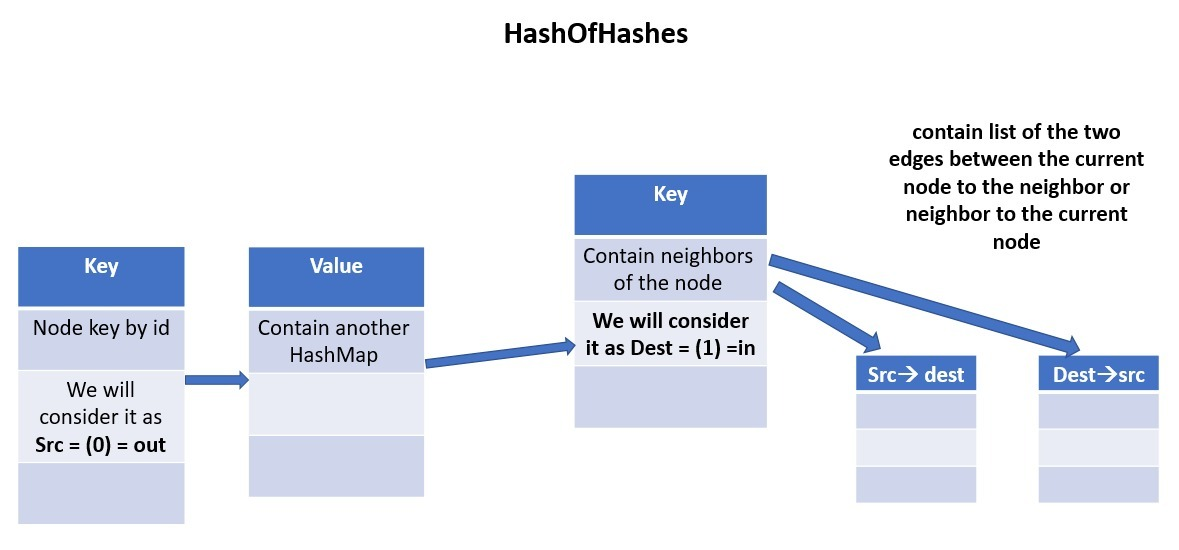 HashOfHashes
contain list of the two
edges between the current
node to the neighbor or
neighbor to the current
node
Key
Node key by id
We will
consider it as
Src = (0) = out
Value
Contain another
HashMap
Key
Contain neighbors
of the node
We will consider
it as Dest = (1) =in
Src→ dest
Dest→src